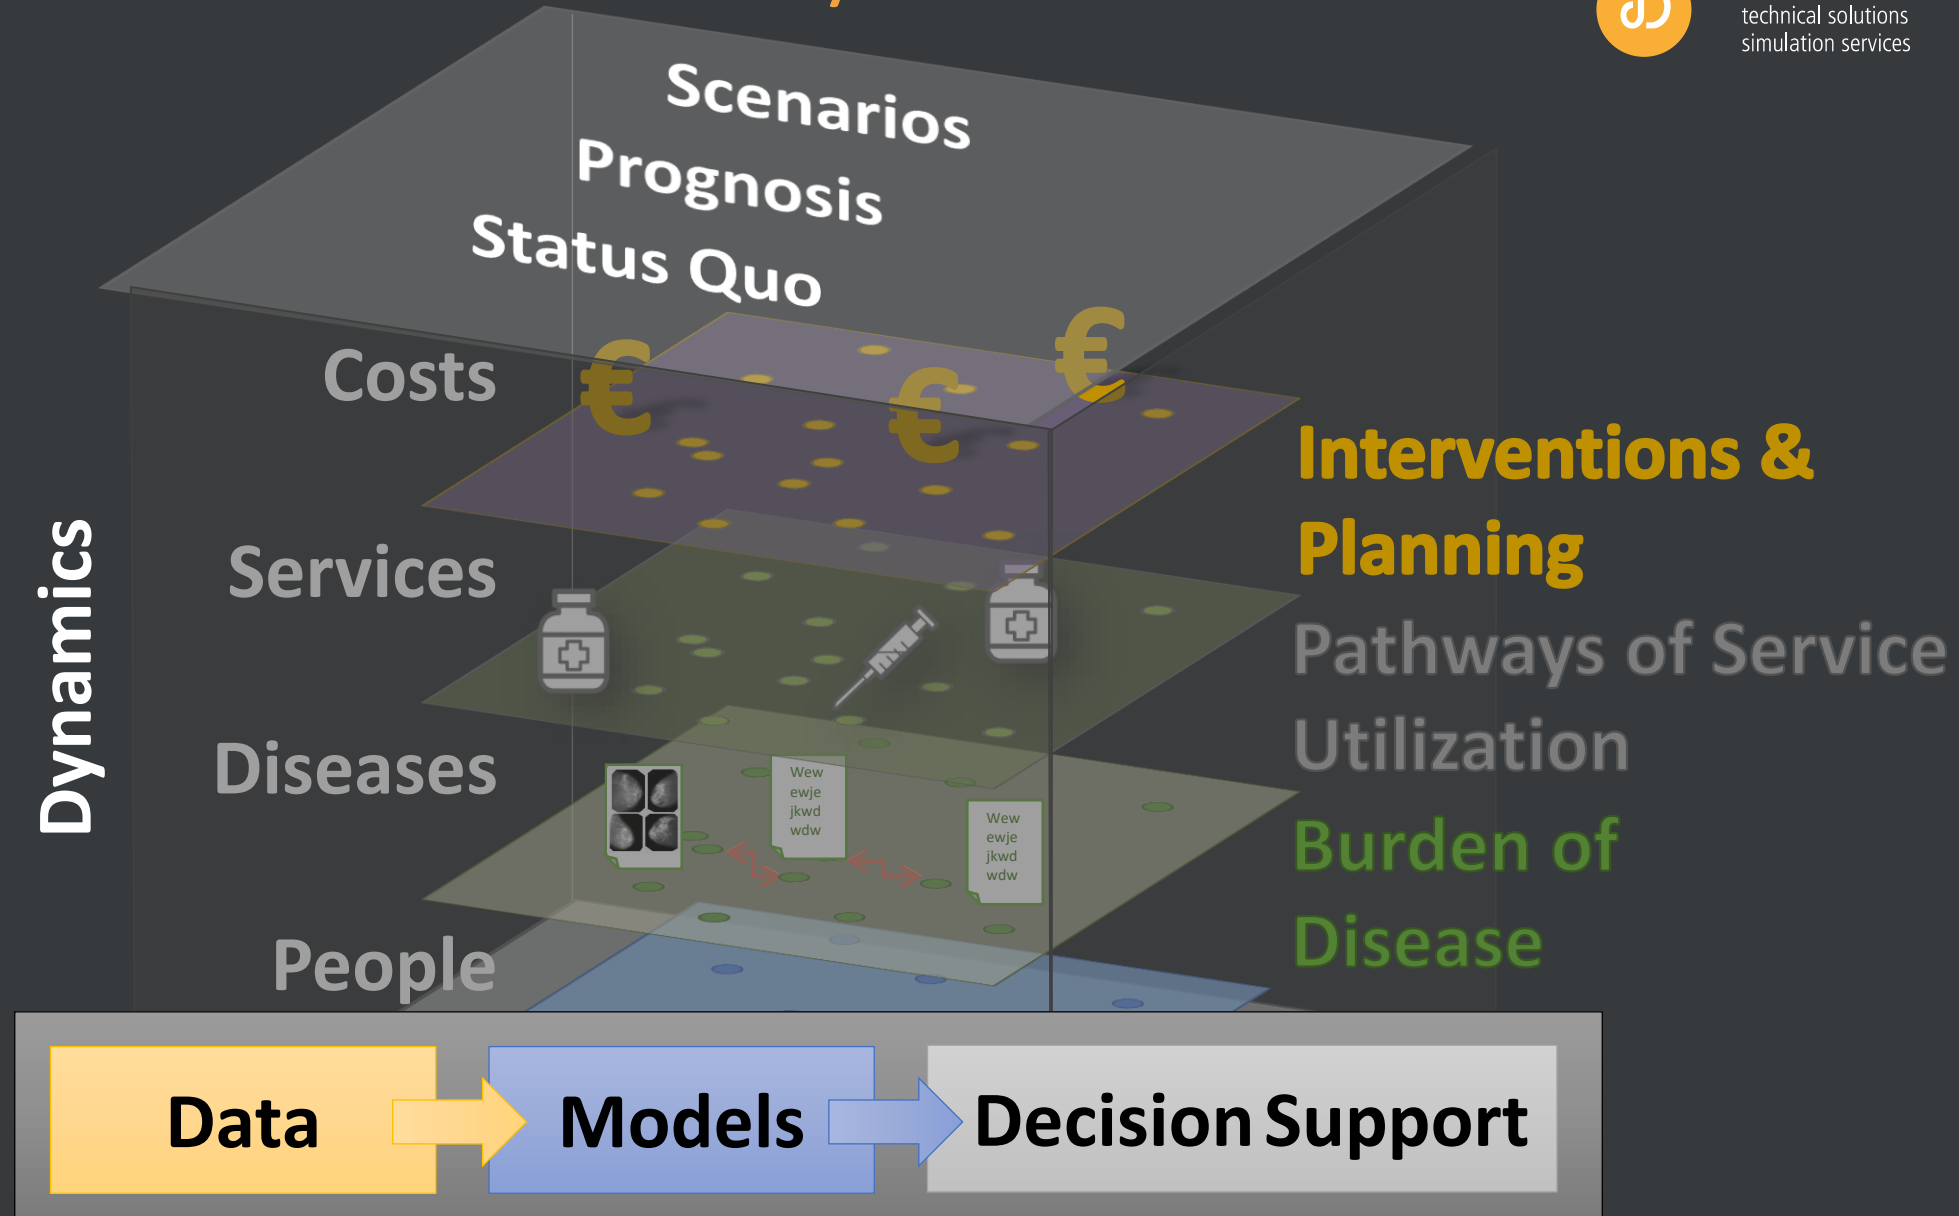 technical solutions
simulation services
Scenarios
Prognosis
Status Quo
Costs
€
€
€
Interventions &
Planning
Services
Pathways of Service
Utilization
Dynamics
Diseases
Wew
ewje
jkwd
wdw
Wew
ewje
jkwd
wdw
Burden of
Disease
People
Data
Models
Decision Support